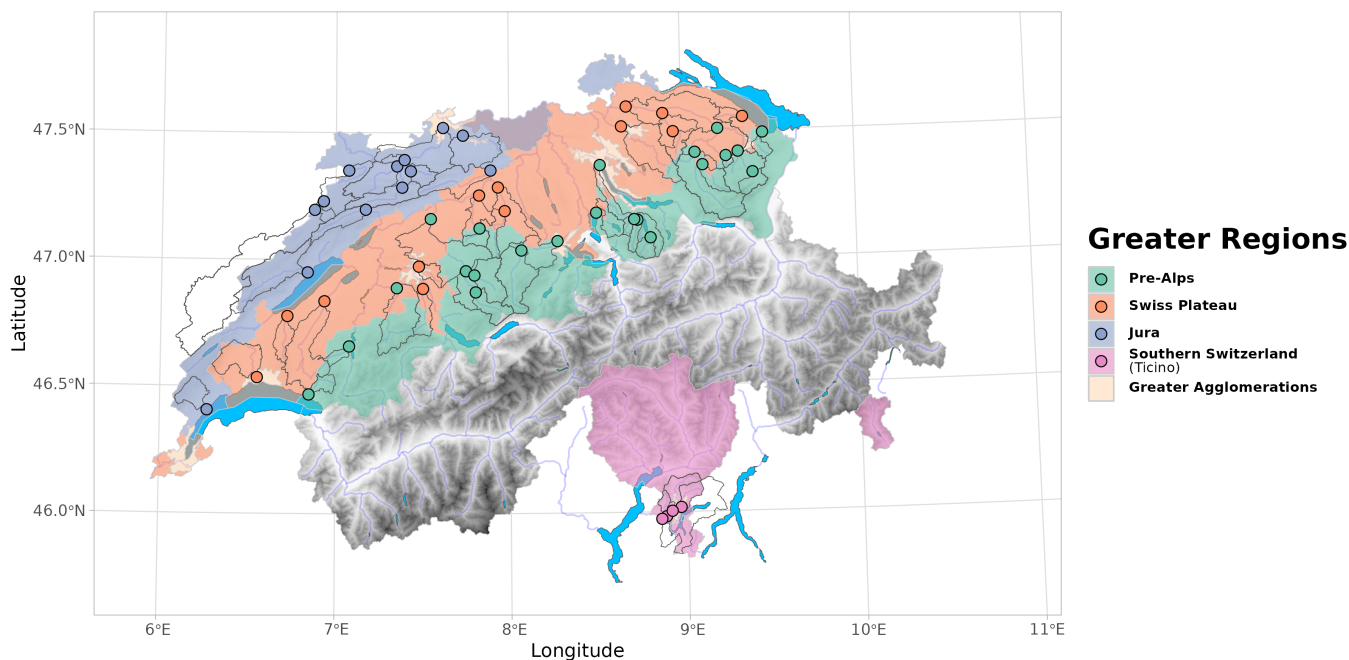 47.5°N
47.0°N
46.5°N
46.0°N
Latitude
6°E 7°E 8°E 9°E 10°E 11°E
Longitude
Greater Regions
Pre-Alps
Swiss Plateau
Jura
Southern Switzerland
(Ticino)
Greater Agglomerations